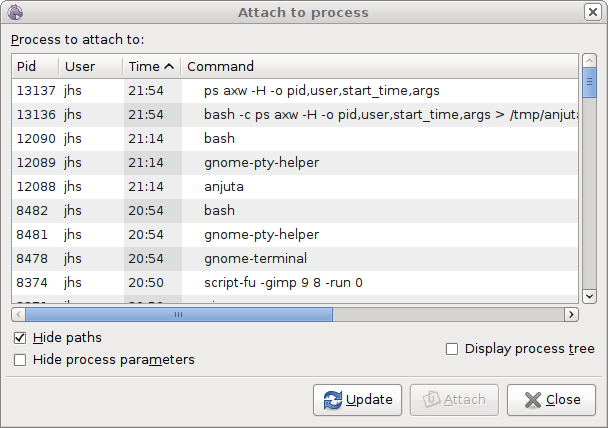 Attach to process
Process to attach to:
Pid User Time Command
13137 jhs 21:54 ps axw -H -o pid,user,start_time,args
13136 jhs 21:54 bash -c ps axw -H -o pid,user,start_time,args > /tmp/anjuta
12090 jhs 21:14 bash
12089 jhs 21:14 gnome-pty-helper
12088 jhs 21:14 anjuta
8482 jhs 20:54 bash
8481 jhs 20:54 gnome-pty-helper
8478 jhs 20:54 gnome-terminal
8374 jhs 20:50 script-fu -gimp 9 8 -run 0
Hide paths
Hide process parameters
Display process tree
Update Attach Close